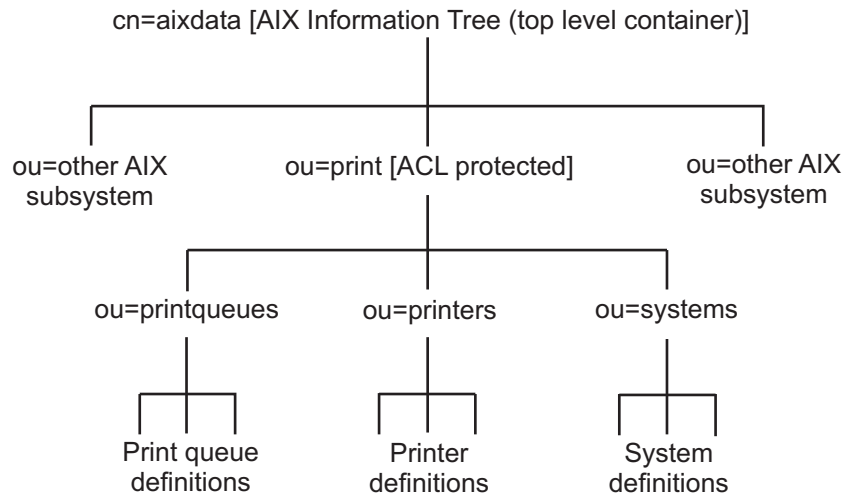 cn=aixdata [AIX Information Tree (top level container)]
ou=other AIX
subsystem
ou=print [ACL protected]
ou=other AIX
subsystem
ou=printqueues
ou=printers
ou=systems
Print queue
definitions
Printer
definitions
System
definitions